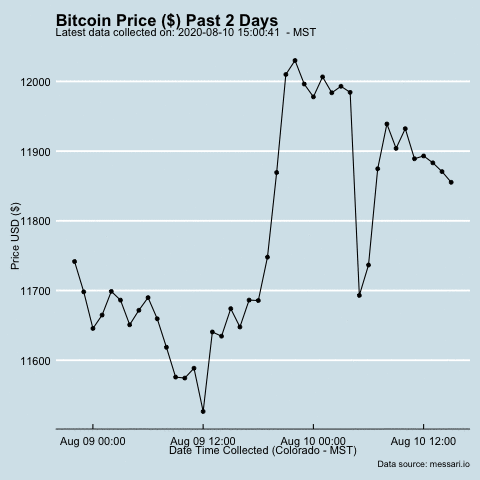 Bitcoin Price ($) Past 2 Days
Latest data collected on: 2020-08-10 15:00:41 - MST
12000
11900
11800
11700
11600
Price USD ($)
Aug 09 00:00 Aug 09 12:00 Aug 10 00:00 Aug 10 12:00
Date Time Collected (Colorado - MST)
Data source: messari.io